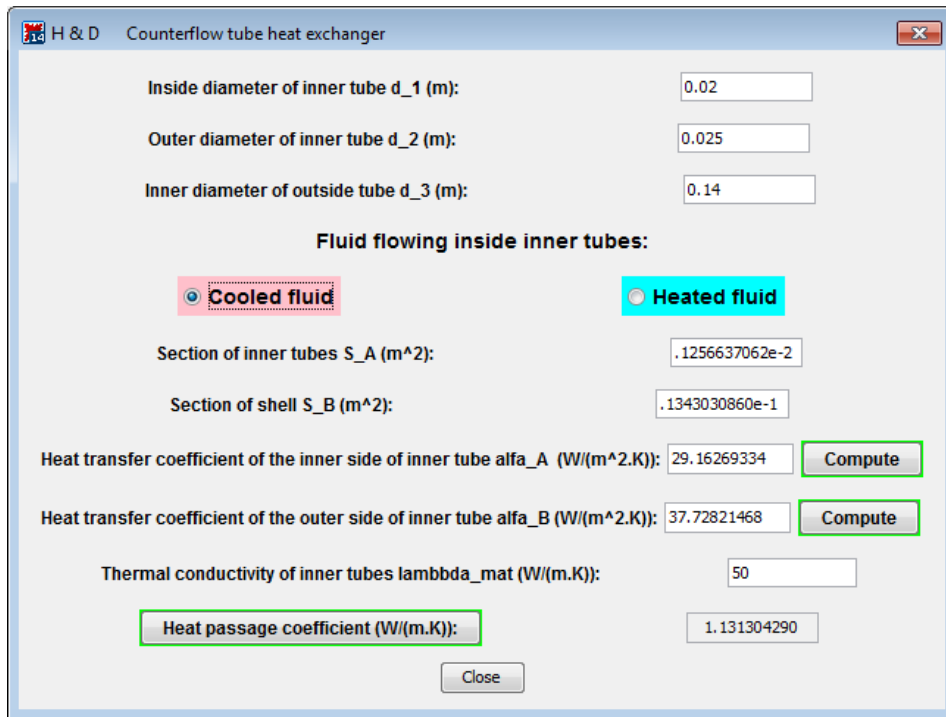 H & D Counterflow tube heat exchanger
Inside diameter of inner tube d_1 (m): 0.02
Outer diameter of inner tube d_2 (m): 0.025
Inner diameter of outside tube d_3 (m): 0.14
Fluid flowing inside inner tubes:
Cooled fluid Heated fluid
Section of inner tubes S_A (m^2): .1256637062e-2
Section of shell S_B (m^2): .1343030860e-1
Heat transfer coefficient of the inner side of inner tube alfa_A (W/(m^2.K)): 29.16269334 Compute
Heat transfer coefficient of the outer side of inner tube alfa_B (W/(m^2.K)): 37.72821468 Compute
Thermal conductivity of inner tubes lambbda_mat (W/(m.K)): 50
Heat passage coefficient (W/(m.K)): 1.131304290
Close